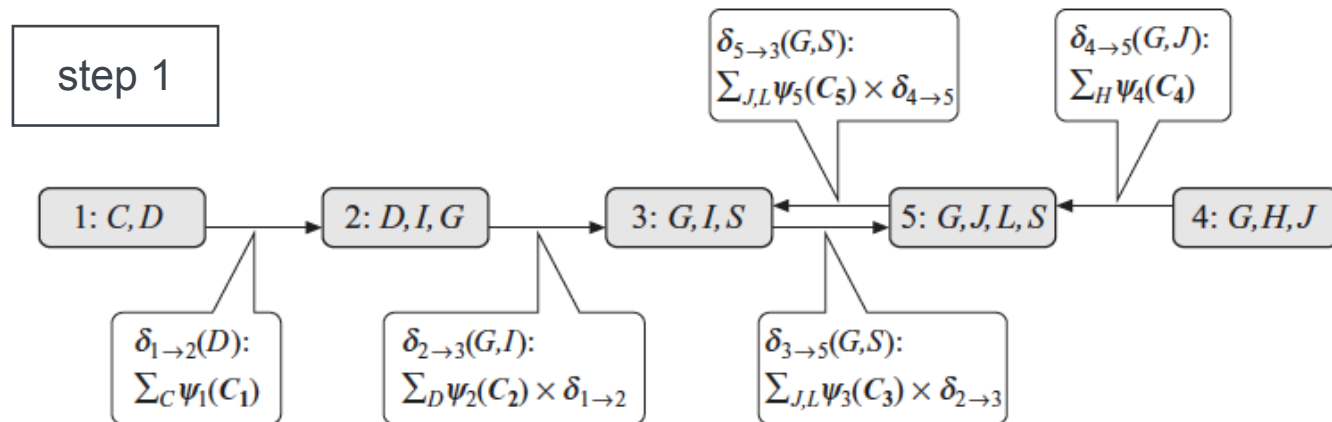 step 1
δ5→3(G,S):
∑J,L ψ5(C5) × δ4→5
δ4→5(G,J):
∑H ψ4(C4)
1: C,D
2: D,I,G
3: G,I,S
5: G,J,L,S
4: G,H,J
δ1→2(D):
∑C ψ1(C1)
δ2→3(G,I):
∑D ψ2(C2) × δ1→2
δ3→5(G,S):
∑J,L ψ3(C3) × δ2→3